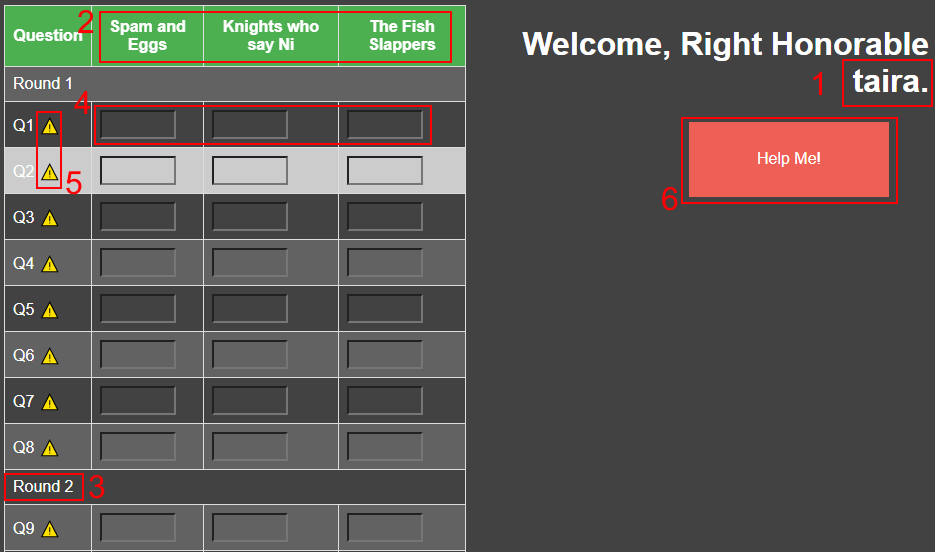 Question 2 Spam and Eggs Knights who say Ni The Fish Slappers
Welcome, Right Honorable
1 taira.
Round 1
4
Q1
Q2
5
Q3
Q4
Q5
Q6
Q7
Q8
Round 2 3
Q9
Help Me!
6